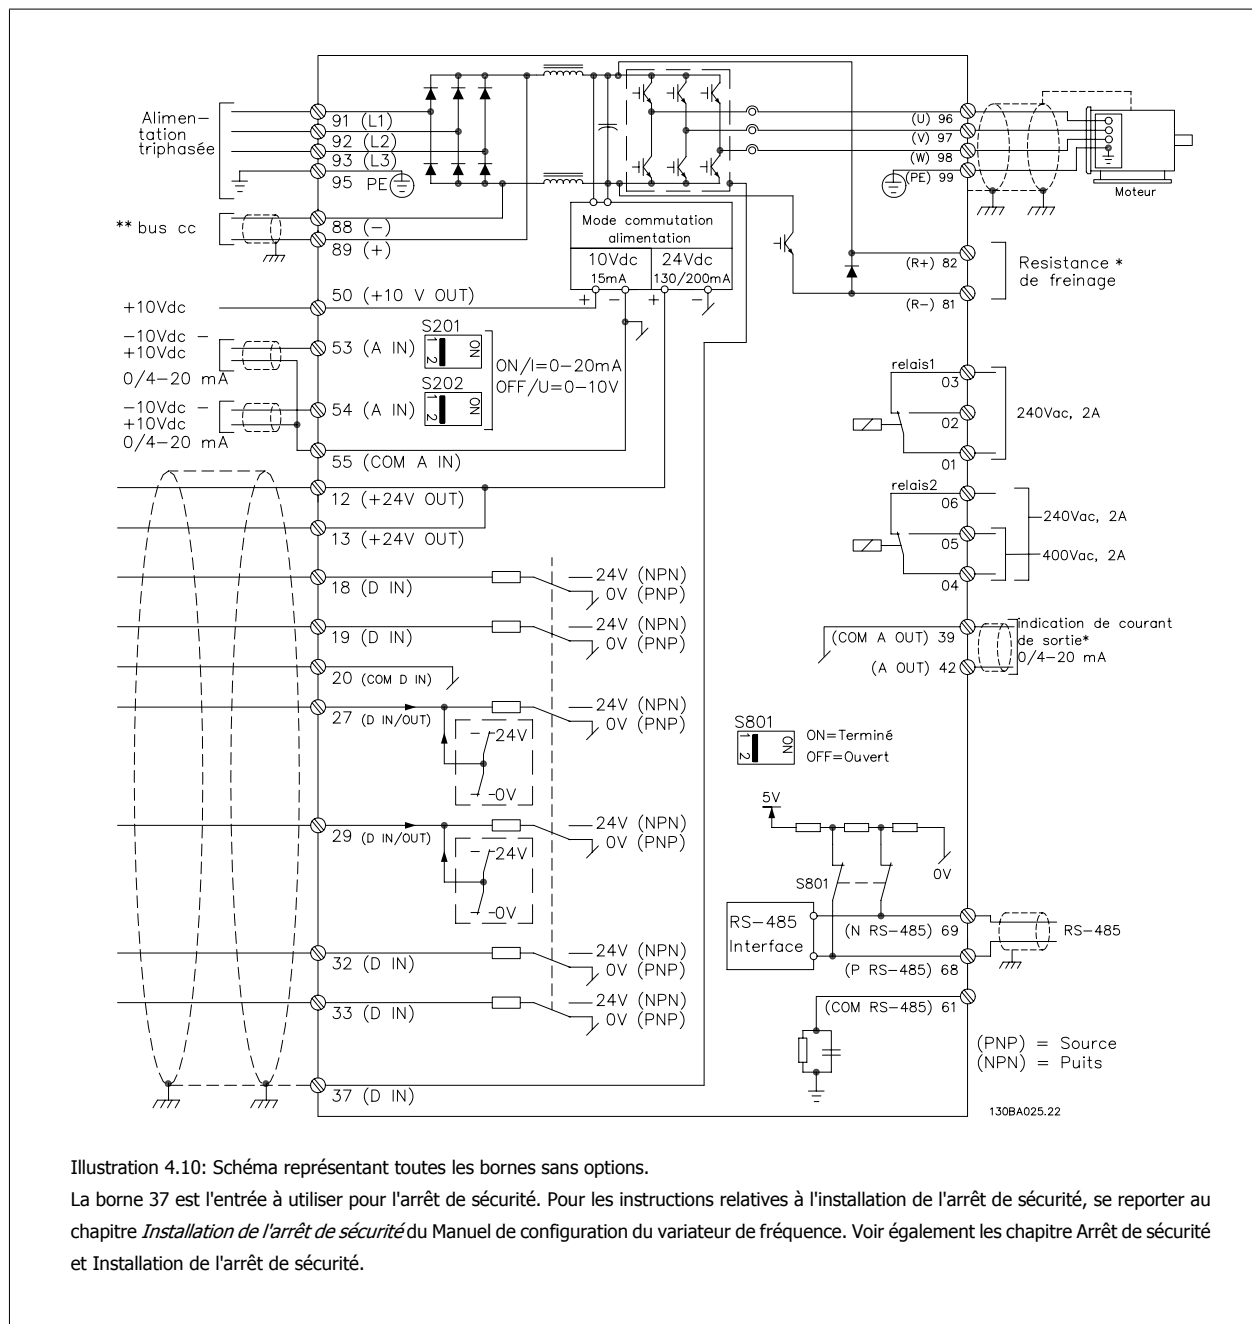 Alimen-
tation
triphasée
91 (L1)
92 (L2)
93 (L3)
95 PE
** bus cc
88 (-)
89 (+)
Mode commutation
alimentation
10Vdc
15mA
24Vdc
130/200mA
+ - + -
(U) 96
(V) 97
(W) 98
(PE) 99
Moteur
(R+) 82
(R-) 81
Resistance *
de freinage
+10Vdc
50 (+10 V OUT)
-10Vdc -
+10Vdc
0/4-20 mA
53 (A IN)
S201
1 2
ON
ON/I=0-20mA
OFF/U=0-10V
S202
1 2
ON
-10Vdc -
+10Vdc
0/4-20 mA
54 (A IN)
55 (COM A IN)
12 (+24V OUT)
13 (+24V OUT)
relais1
03
02
01
240Vac, 2A
relais2
06
05
04
240Vac, 2A
400Vac, 2A
18 (D IN)
24V (NPN)
0V (PNP)
19 (D IN)
24V (NPN)
0V (PNP)
20 (COM D IN)
27 (D IN/OUT)
24V (NPN)
0V (PNP)
24V
0V
29 (D IN/OUT)
24V (NPN)
0V (PNP)
24V
0V
32 (D IN)
24V (NPN)
0V (PNP)
33 (D IN)
24V (NPN)
0V (PNP)
37 (D IN)
(COM A OUT) 39
(A OUT) 42
indication de courant
de sortie*
0/4-20 mA
S801
1 2
ON
ON=Terminé
OFF=Ouvert
5V
S801
0V
RS-485
Interface
(N RS-485) 69
(P RS-485) 68
RS-485
(COM RS-485) 61
(PNP) = Source
(NPN) = Puits
130BA025.22
Illustration 4.10: Schéma représentant toutes les bornes sans options.
La borne 37 est l'entrée à utiliser pour l'arrêt de sécurité. Pour les instructions relatives à l'installation de l'arrêt de sécurité, se reporter au
chapitre Installation de l'arrêt de sécurité du Manuel de configuration du variateur de fréquence. Voir également les chapitre Arrêt de sécurité
et Installation de l'arrêt de sécurité.